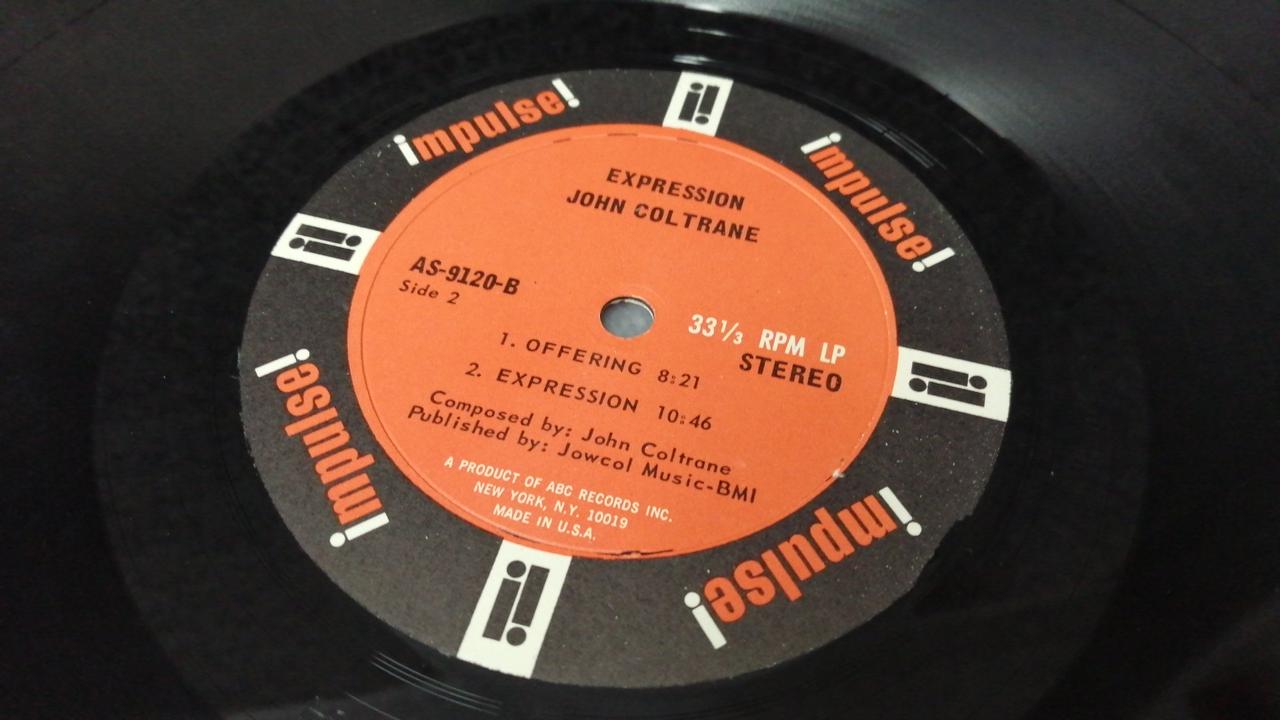 impulse!
impulse!
EXPRESSION
JOHN COLTRANE
AS-9120-B
Side 2
33⅓ RPM LP
STEREO
1. OFFERING 8:21
2. EXPRESSION 10:46
Composed by: John Coltrane
Published by: Jowcol Music-BMI
A PRODUCT OF ABC RECORDS INC.
NEW YORK, N.Y. 10019
MADE IN U.S.A.
impulse!
impulse!